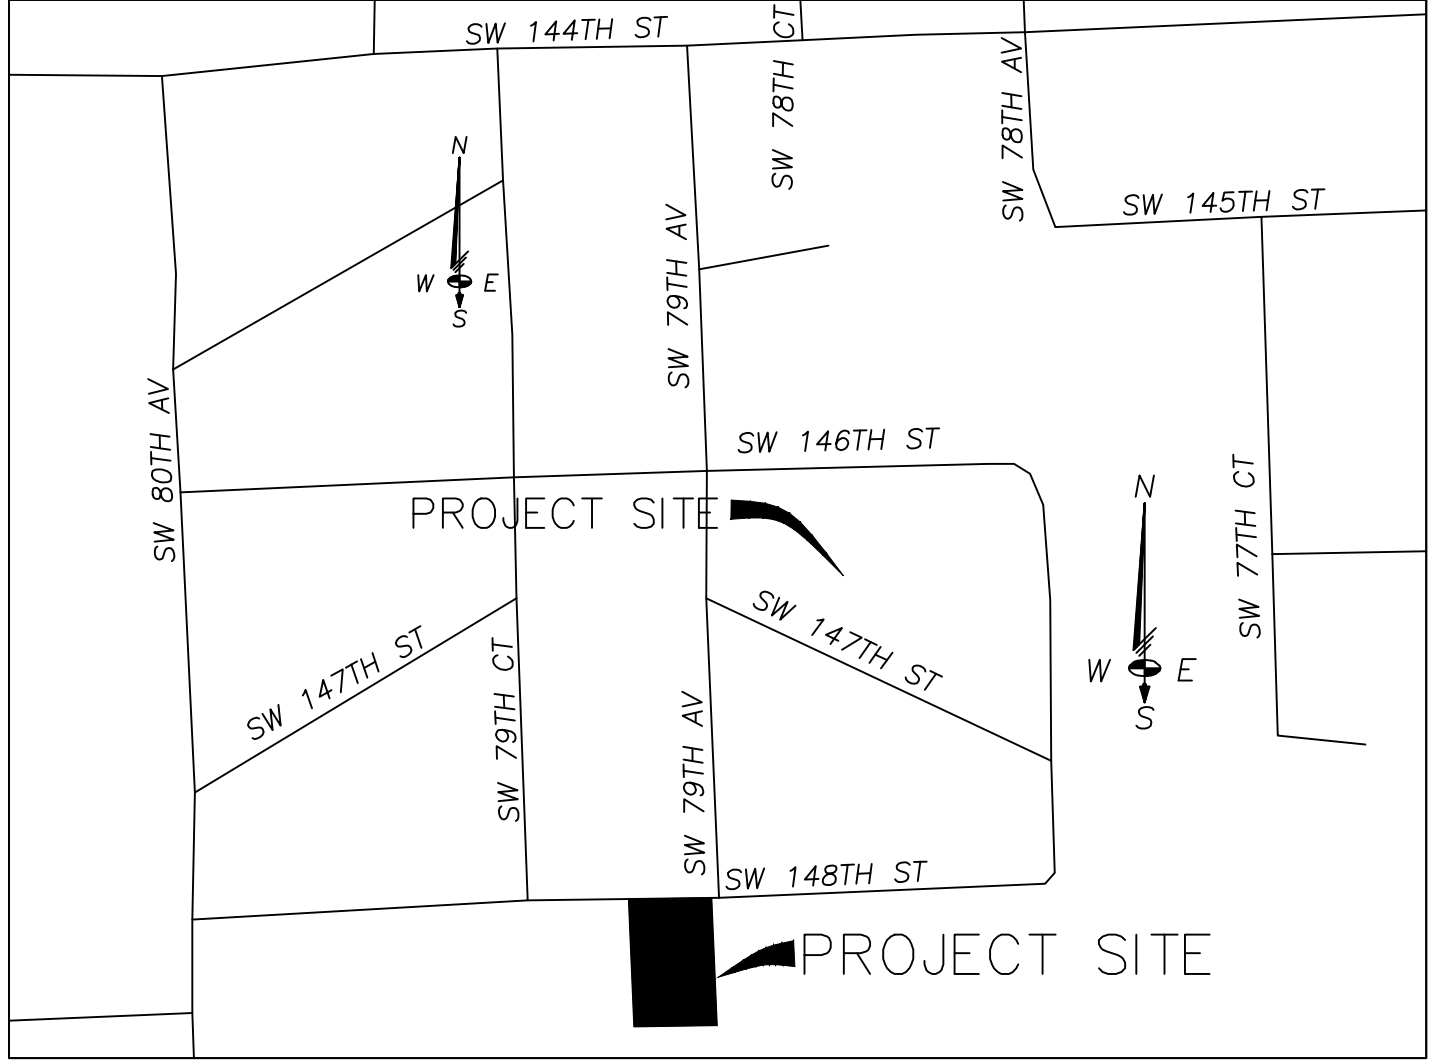 SW 144TH ST
SW 78TH CT
SW 78TH AV
N
W E
S
SW 145TH ST
SW 79TH AV
SW 80TH AV
SW 146TH ST
PROJECT SITE
SW 77TH CT
N
W E
S
SW 147TH ST
SW 147TH ST
SW 79TH CT
SW 79TH AV
SW 148TH ST
PROJECT SITE